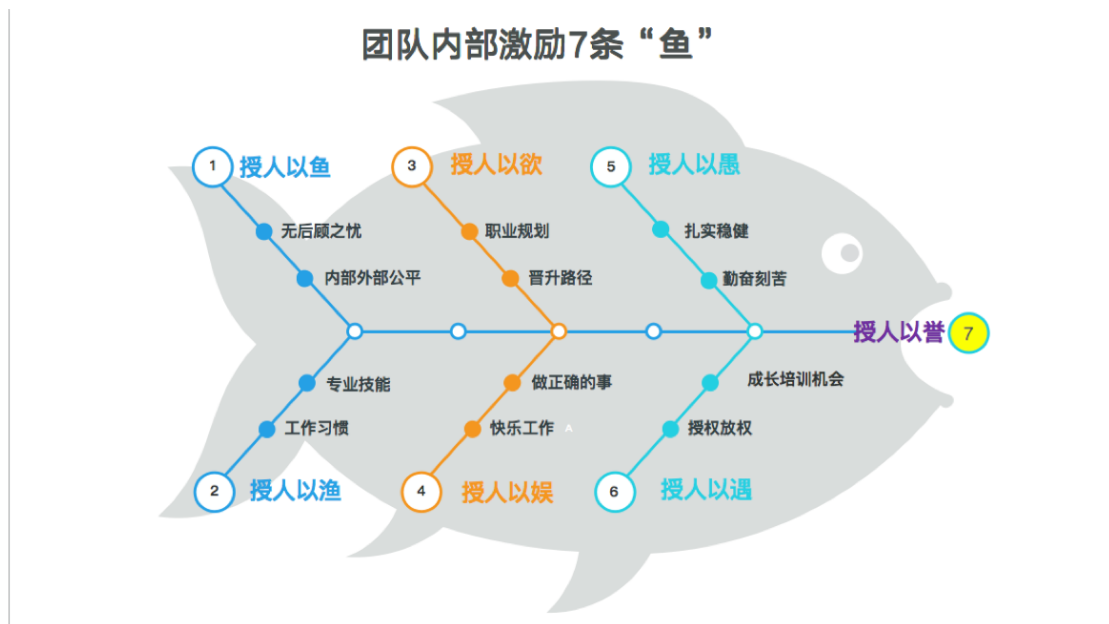 团队内部激励7条“鱼”
1 授人以鱼
3 授人以欲
5 授人以愚
无后顾之忧
职业规划
扎实稳健
内部外部公平
晋升路径
勤奋刻苦
授人以誉 7
专业技能
做正确的事
成长培训机会
工作习惯
快乐工作 A
授权放权
2 授人以渔
4 授人以娱
6 授人以遇